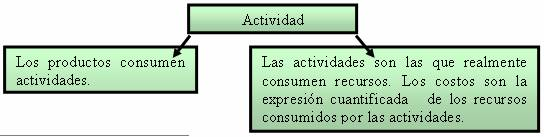 Actividad
Los productos consumen
actividades.
Las actividades son las que realmente
consumen recursos. Los costos son la
expresión cuantificada de los recursos
consumidos por las actividades.